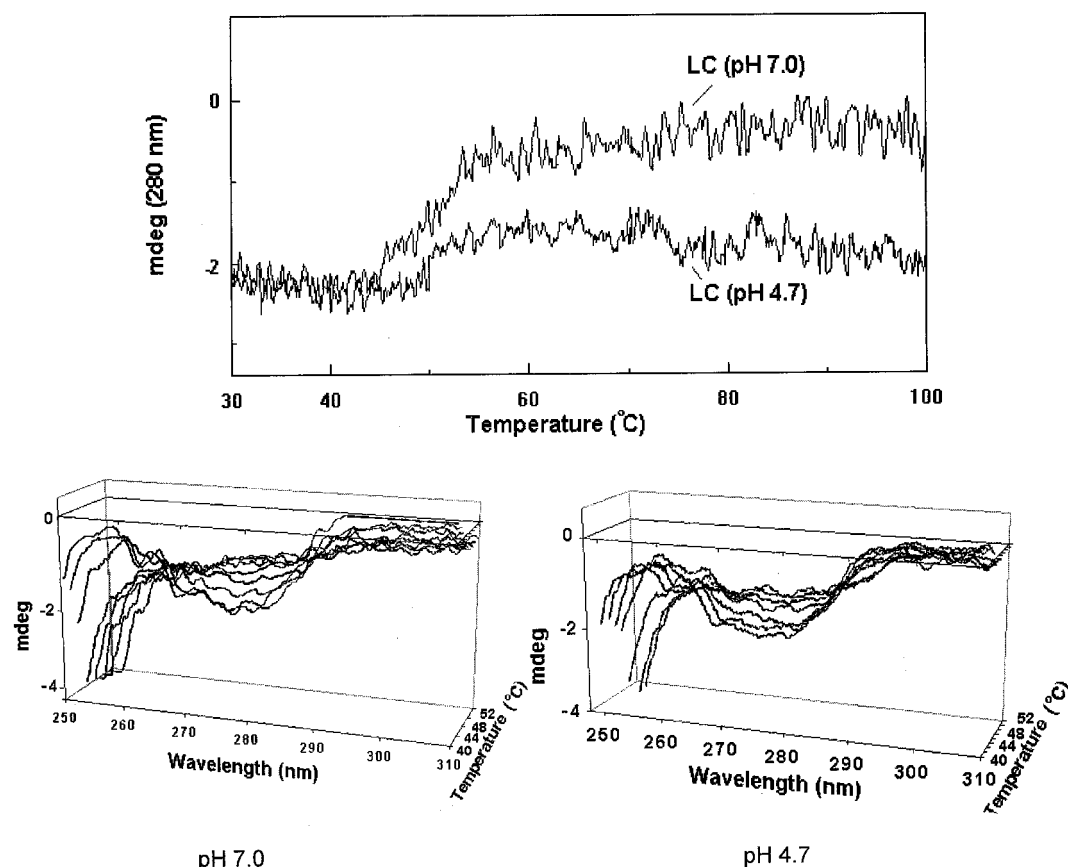 LC (pH 7.0)
0
mdeg (280 nm)
-2
LC (pH 4.7)
30 40 60 80 100
Temperature (°C)
0
-2
-4
mdeg
250 260 270 280 290 300 310
Wavelength (nm)
40 44 48 52
Temperature (°C)
pH 7.0
0
-2
-4
mdeg
250 260 270 280 290 300 310
Wavelength (nm)
40 44 48 52
Temperature (°C)
pH 4.7